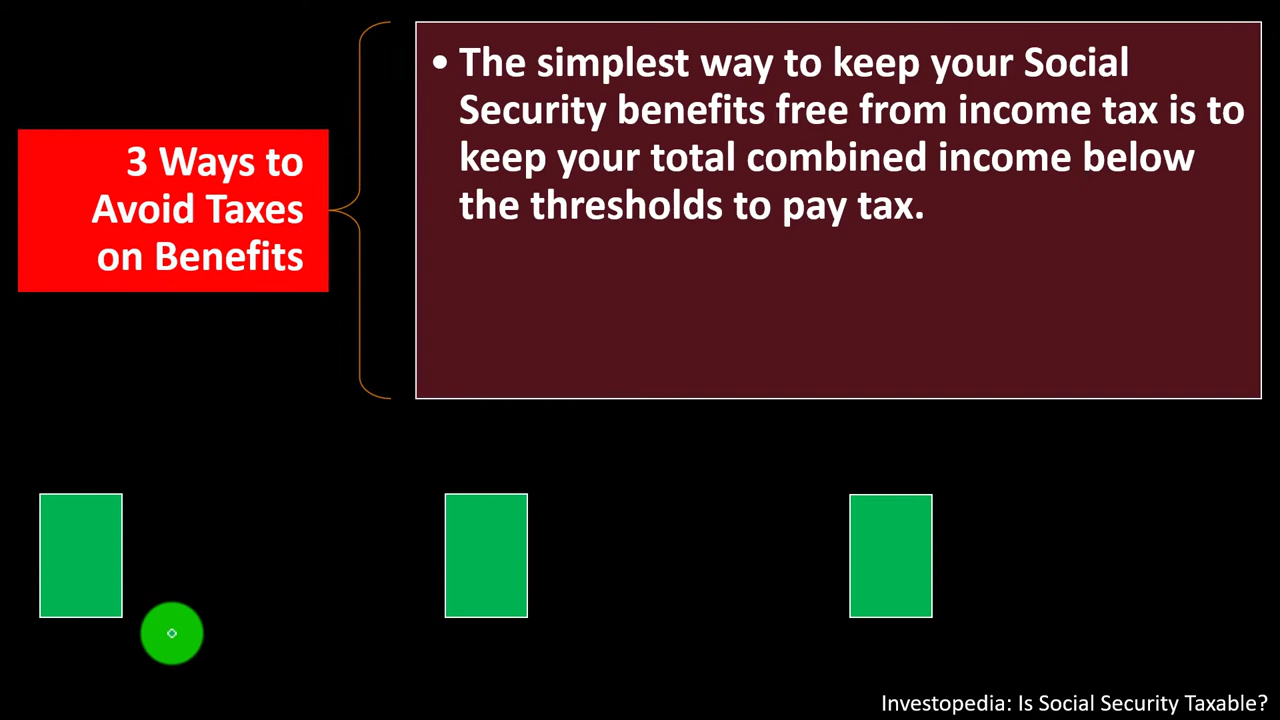 3 Ways to
Avoid Taxes
on Benefits
• The simplest way to keep your Social
Security benefits free from income tax is to
keep your total combined income below
the thresholds to pay tax.
Investopedia: Is Social Security Taxable?